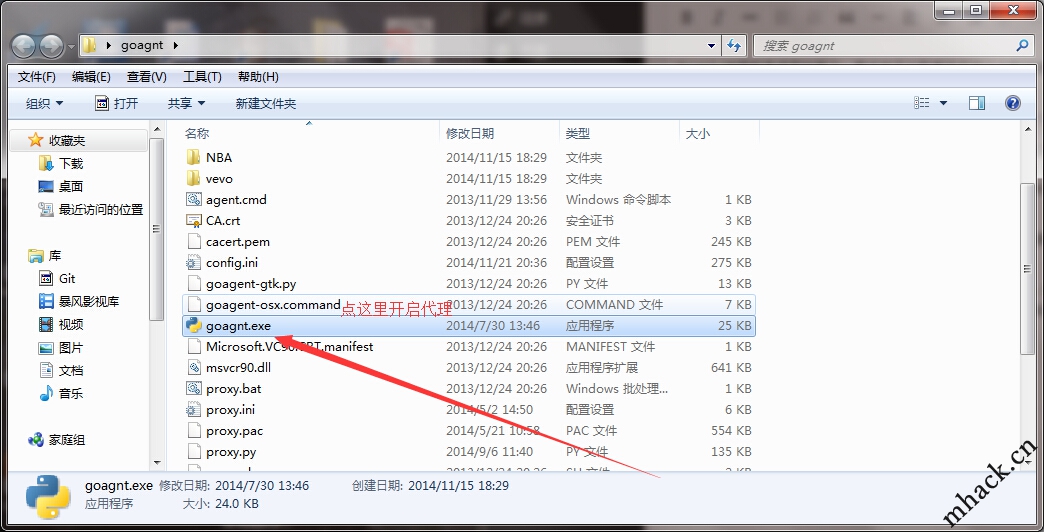 goagnt
搜索 goagnt
文件(F) 编辑(E) 查看(V) 工具(T) 帮助(H)
组织 打开 共享 新建文件夹
收藏夹
下载
桌面
最近访问的位置
库
Git
暴风影视库
视频
图片
文档
音乐
家庭组
名称 修改日期 类型 大小
NBA 2014/11/15 18:29 文件夹
vevo 2014/11/15 18:29 文件夹
agent.cmd 2013/11/29 13:56 Windows 命令脚本 1 KB
CA.crt 2013/12/24 20:26 安全证书 3 KB
cacert.pem 2013/12/24 20:26 PEM 文件 245 KB
config.ini 2014/11/21 20:36 配置设置 275 KB
goagent-gtk.py 2013/12/24 20:26 PY 文件 13 KB
goagent-osx.command 2013/12/24 20:26 COMMAND 文件 7 KB
点这里开启代理
goagnt.exe 2014/7/30 13:46 应用程序 25 KB
Microsoft.VC90.CRT.manifest 2013/12/24 20:26 MANIFEST 文件 1 KB
msvcr90.dll 2013/12/24 20:26 应用程序扩展 641 KB
proxy.bat 2013/12/24 20:26 Windows 批处理... 1 KB
proxy.ini 2014/5/2 14:50 配置设置 6 KB
proxy.pac 2014/5/21 10:58 PAC 文件 554 KB
proxy.py 2014/9/6 11:40 PY 文件 135 KB
goagnt.exe 修改日期: 2014/7/30 13:46 创建日期: 2014/11/15 18:29
应用程序 大小: 24.0 KB
mhack.cn